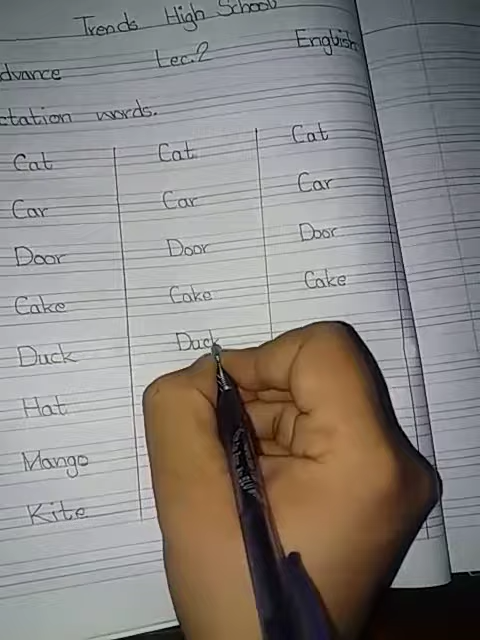 Trends High School
dvance Lec.2 English
ctation words.
Cat Cat Cat
Car Car Car
Door Door Door
Cake Cake Cake
Duck Duck
Hat
Mango
Kite